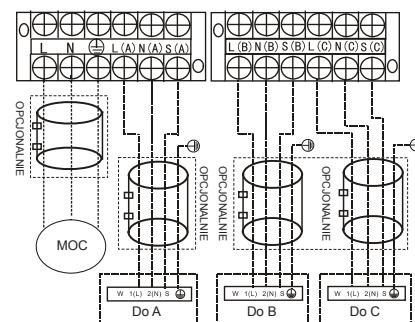 L N L(A) N(A) S(A)
L(B) N(B) S(B) L(C) N(C) S(C)
OPCJONALNIE
OPCJONALNIE
OPCJONALNIE
OPCJONALNIE
MOC
W 1(L) 2(N) S
Do A
W 1(L) 2(N) S
Do B
W 1(L) 2(N) S
Do C